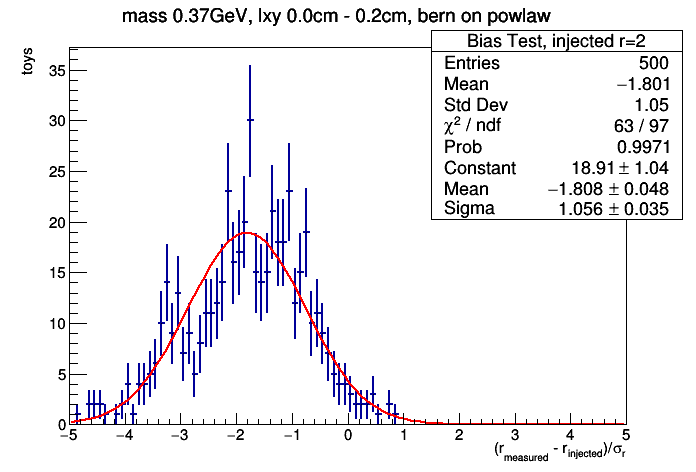 mass 0.37GeV, lxy 0.0cm - 0.2cm, bern on powlaw
Bias Test, injected r=2
Entries 500
Mean −1.801
Std Dev 1.05
χ² / ndf 63 / 97
Prob 0.9971
Constant 18.91 ± 1.04
Mean −1.808 ± 0.048
Sigma 1.056 ± 0.035
toys
35
30
25
20
15
10
5
0
−5 −4 −3 −2 −1 0 1 2 3 4 5
(r_measured - r_injected)/σ_r